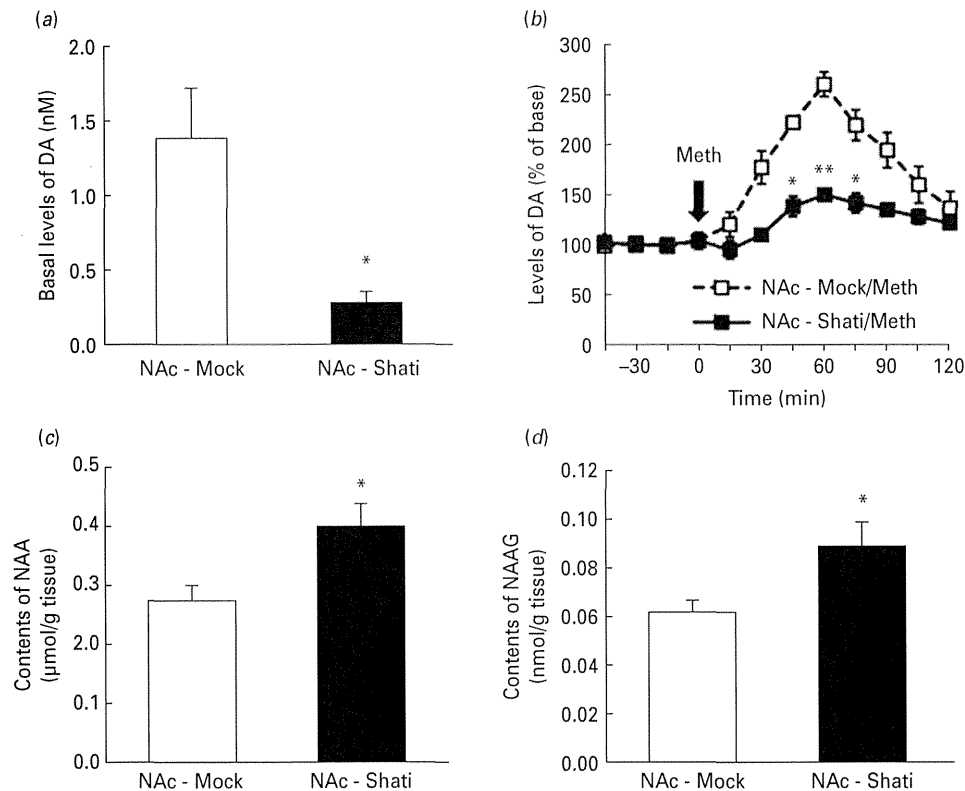 (a)
2.0
1.5
1.0
0.5
0.0
Basal levels of DA (nM)
*
NAc - Mock
NAc - Shati
(b)
300
250
200
150
100
50
0
Levels of DA (% of base)
Meth
*
**
*
NAc - Mock/Meth
NAc - Shati/Meth
–30
0
30
60
90
120
Time (min)
(c)
0.5
0.4
0.3
0.2
0.1
0.0
Contents of NAA
(μmol/g tissue)
*
NAc - Mock
NAc - Shati
(d)
0.12
0.10
0.08
0.06
0.04
0.02
0.00
Contents of NAAG
(nmol/g tissue)
*
NAc - Mock
NAc - Shati